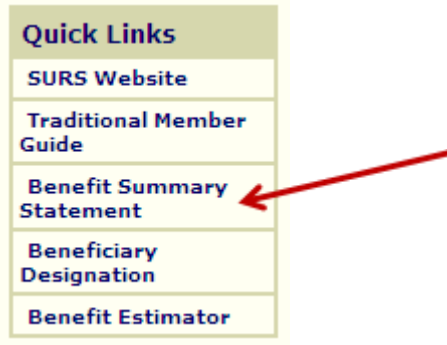 Quick Links
SURS Website
Traditional Member
Guide
Benefit Summary
Statement
Beneficiary
Designation
Benefit Estimator